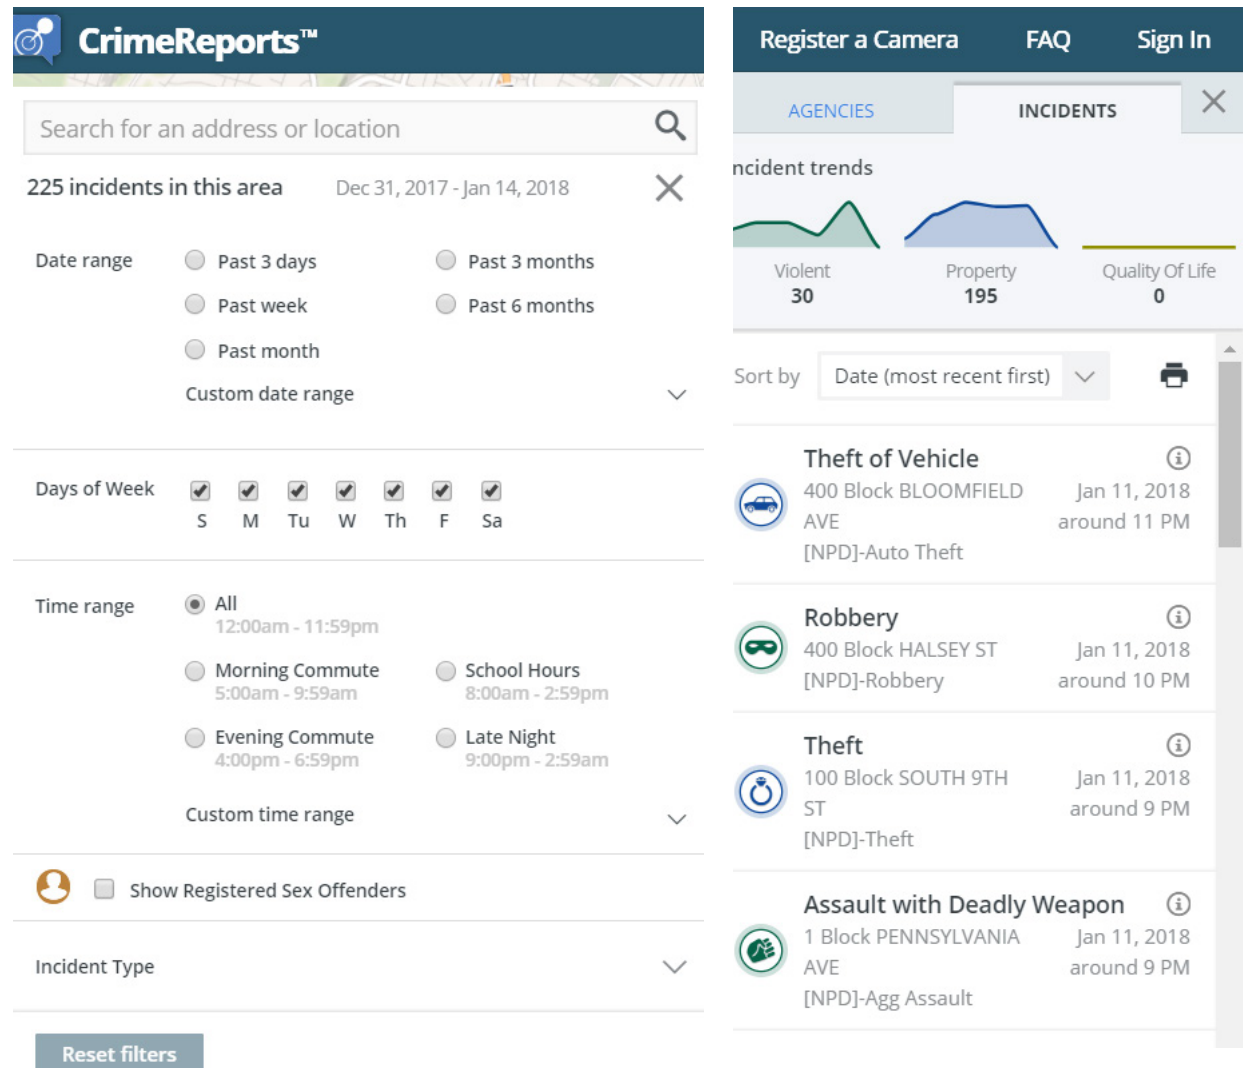 CrimeReports™
Search for an address or location
225 incidents in this area Dec 31, 2017 - Jan 14, 2018
Date range Past 3 days Past 3 months
Past week Past 6 months
Past month
Custom date range
Days of Week
S M Tu W Th F Sa
Time range All
12:00am - 11:59pm
Morning Commute School Hours
5:00am - 9:59am 8:00am - 2:59pm
Evening Commute Late Night
4:00pm - 6:59pm 9:00pm - 2:59am
Custom time range
Show Registered Sex Offenders
Incident Type
Reset filters
Register a Camera FAQ Sign In
AGENCIES INCIDENTS
ncident trends
Violent Property Quality Of Life
30 195 0
Sort by Date (most recent first)
Theft of Vehicle
400 Block BLOOMFIELD Jan 11, 2018
AVE around 11 PM
[NPD]-Auto Theft
Robbery
400 Block HALSEY ST Jan 11, 2018
[NPD]-Robbery around 10 PM
Theft
100 Block SOUTH 9TH Jan 11, 2018
ST around 9 PM
[NPD]-Theft
Assault with Deadly Weapon
1 Block PENNSYLVANIA Jan 11, 2018
AVE around 9 PM
[NPD]-Agg Assault